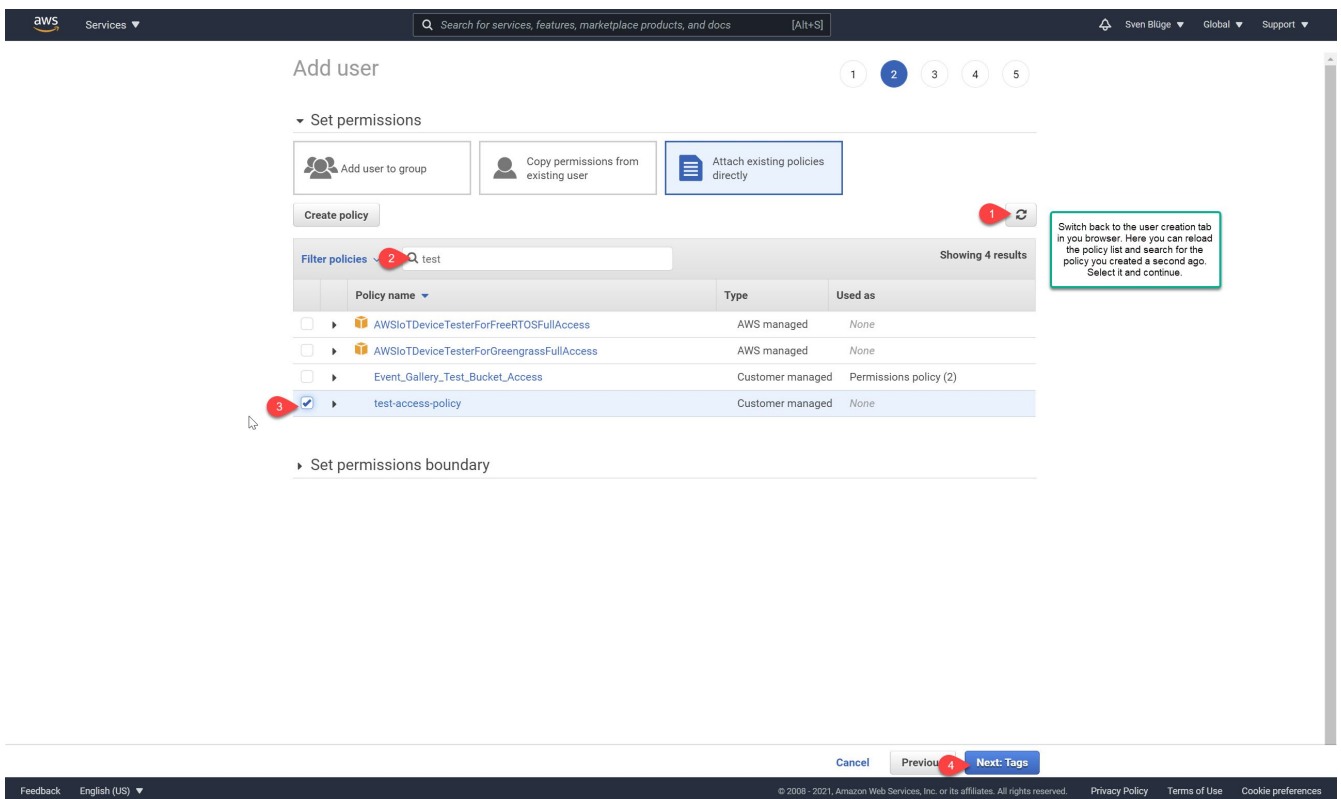 aws Services Search for services, features, marketplace products, and docs [Alt+S] Sven Blüge Global Support
Add user 1 2 3 4 5
Set permissions
Add user to group
Copy permissions from
existing user
Attach existing policies
directly
Create policy 1
Switch back to the user creation tab
in you browser. Here you can reload
the policy list and search for the
policy you created a second ago.
Select it and continue.
Filter policies 2 test Showing 4 results
Policy name Type Used as
AWSIoTDeviceTesterForFreeRTOSFullAccess AWS managed None
AWSIoTDeviceTesterForGreengrassFullAccess AWS managed None
Event_Gallery_Test_Bucket_Access Customer managed Permissions policy (2)
3 test-access-policy Customer managed None
Set permissions boundary
Cancel Previou 4 Next: Tags
Feedback English (US) © 2008 - 2021, Amazon Web Services, Inc. or its affiliates. All rights reserved. Privacy Policy Terms of Use Cookie preferences